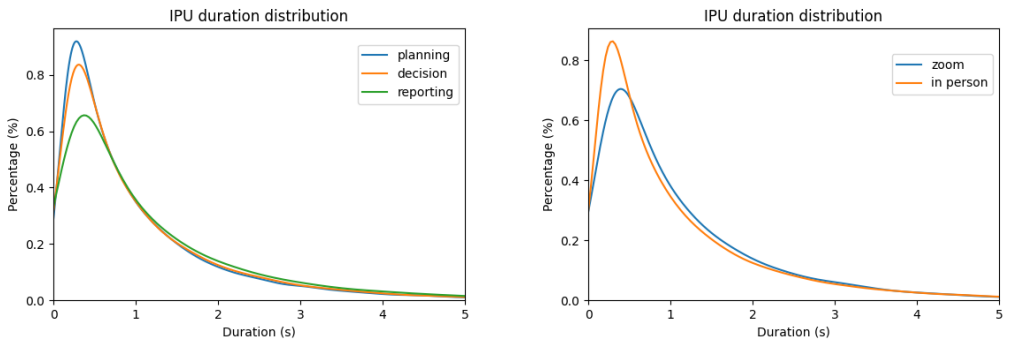 IPU duration distribution
Percentage (%)
0.8
0.6
0.4
0.2
0.0
planning
decision
reporting
0 1 2 3 4 5
Duration (s)
IPU duration distribution
Percentage (%)
0.8
0.6
0.4
0.2
0.0
zoom
in person
0 1 2 3 4 5
Duration (s)